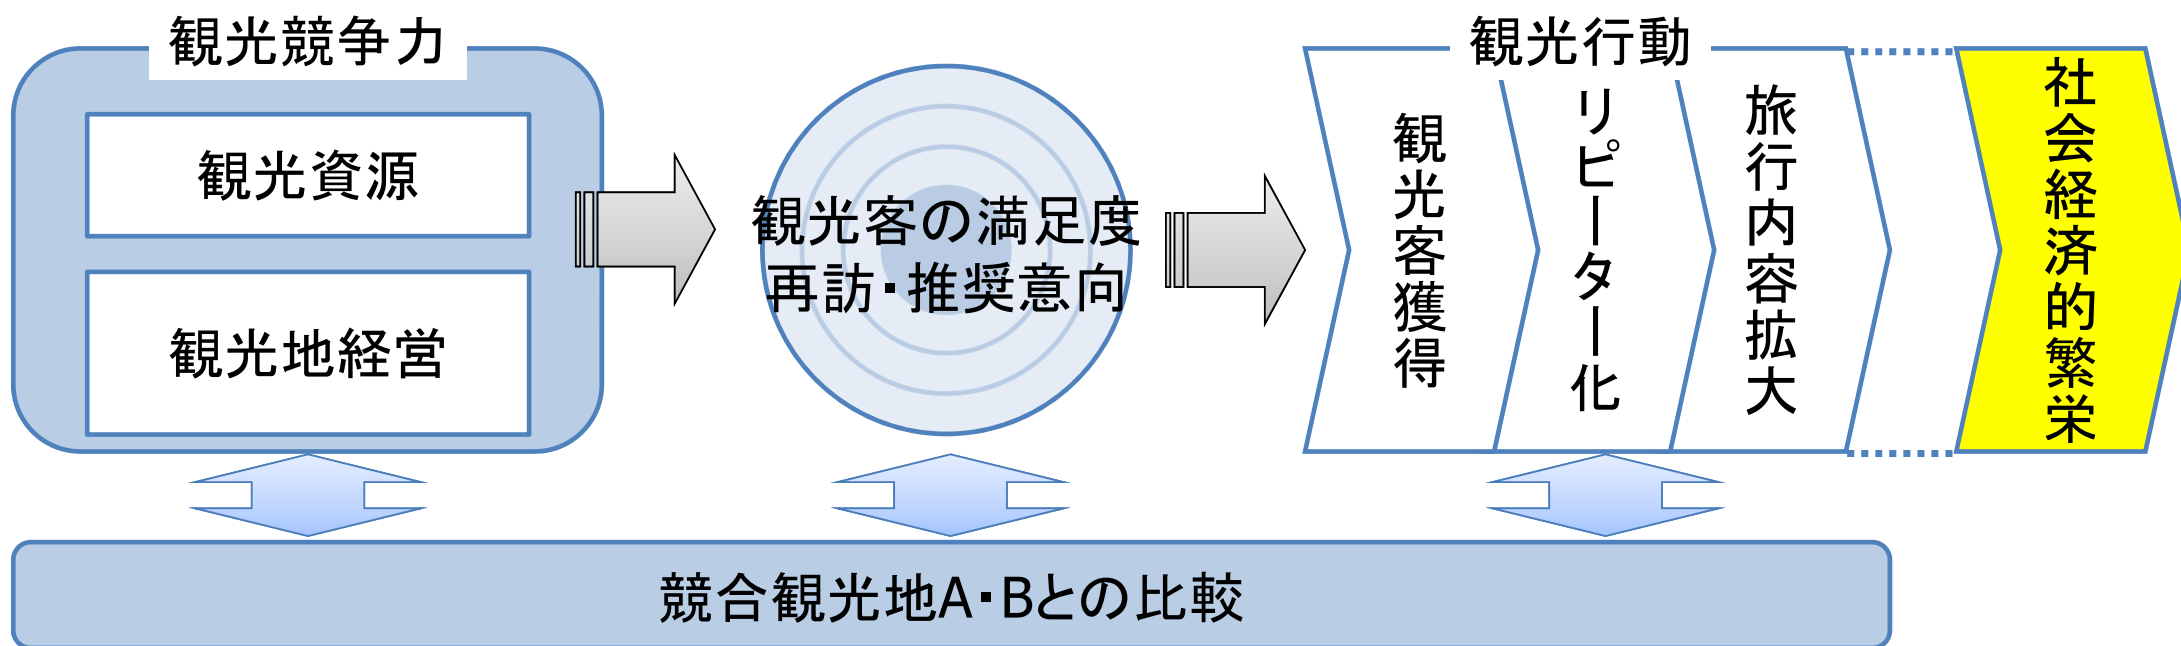 観光競争力
観光資源
観光地経営
観光客の満足度
再訪・推奨意向
観光行動
観光客獲得
リピーター化
旅行内容拡大
社会経済的繁栄
競合観光地A・Bとの比較